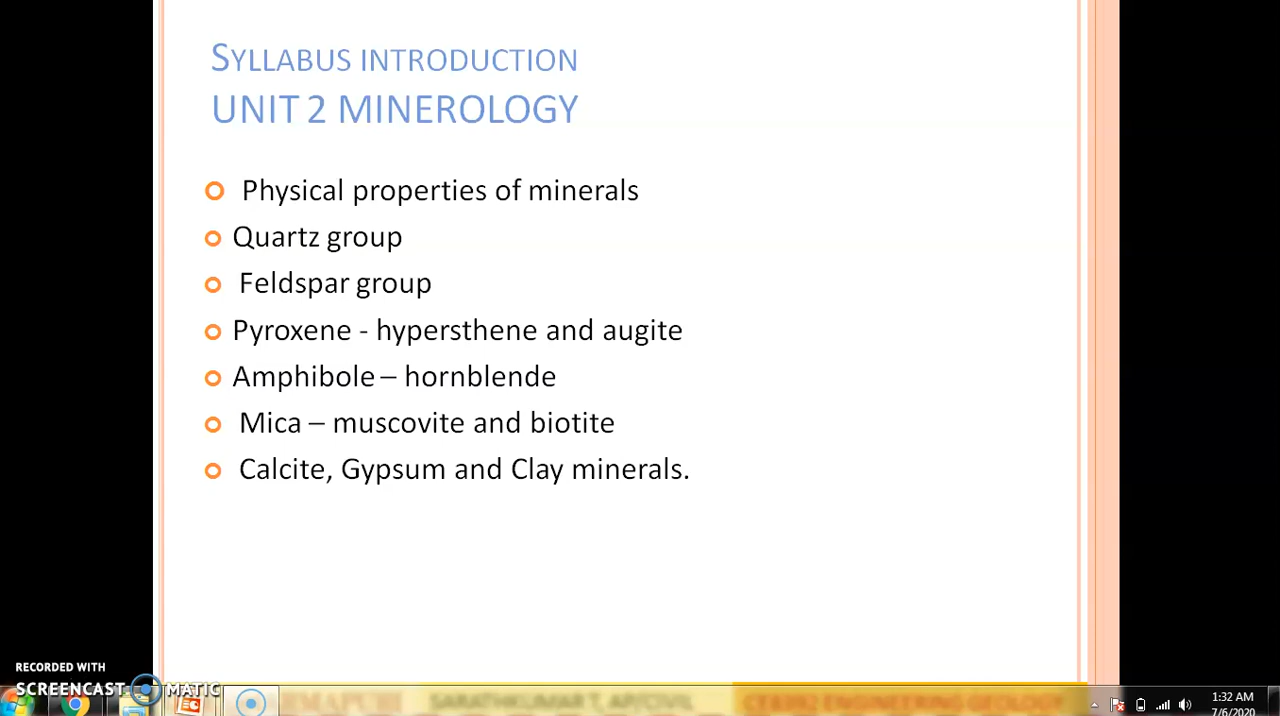 SYLLABUS INTRODUCTION
UNIT 2 MINEROLOGY
Physical properties of minerals
Quartz group
Feldspar group
Pyroxene - hypersthene and augite
Amphibole – hornblende
Mica – muscovite and biotite
Calcite, Gypsum and Clay minerals.
RECORDED WITH
SCREENCAST MATIC
1:32 AM
7/6/2020